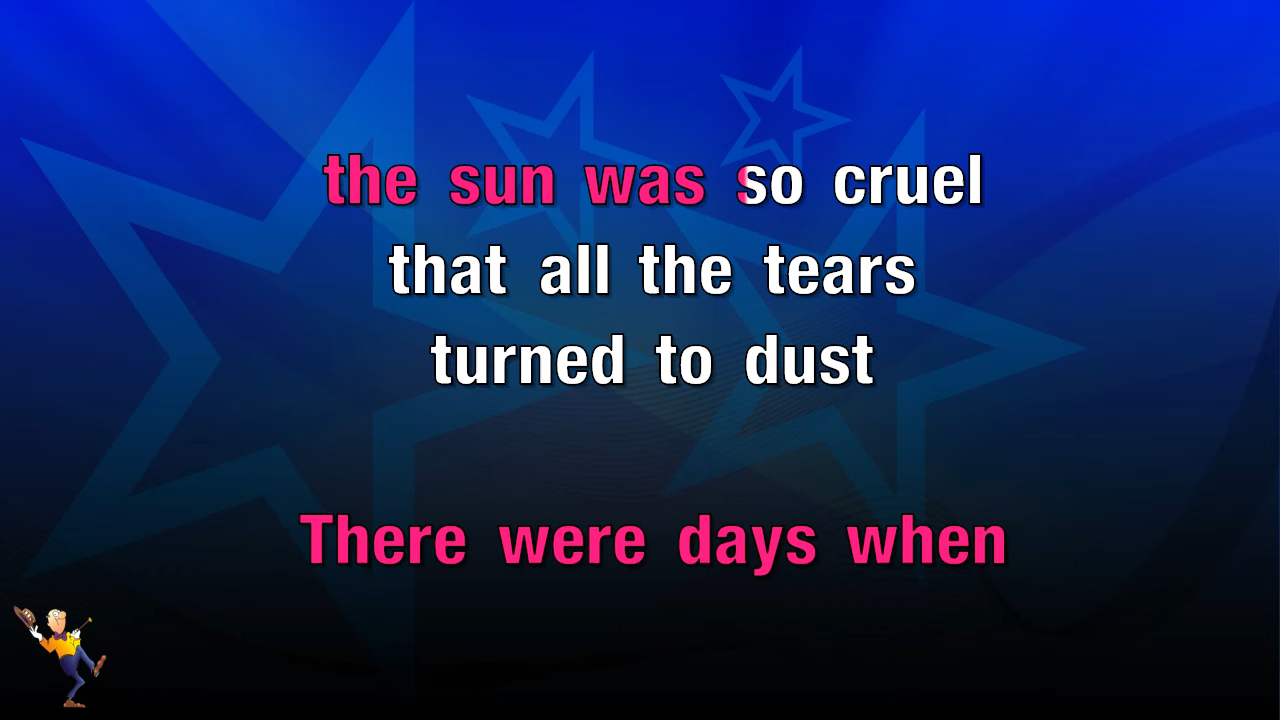 the sun was so cruel
that all the tears
turned to dust
There were days when